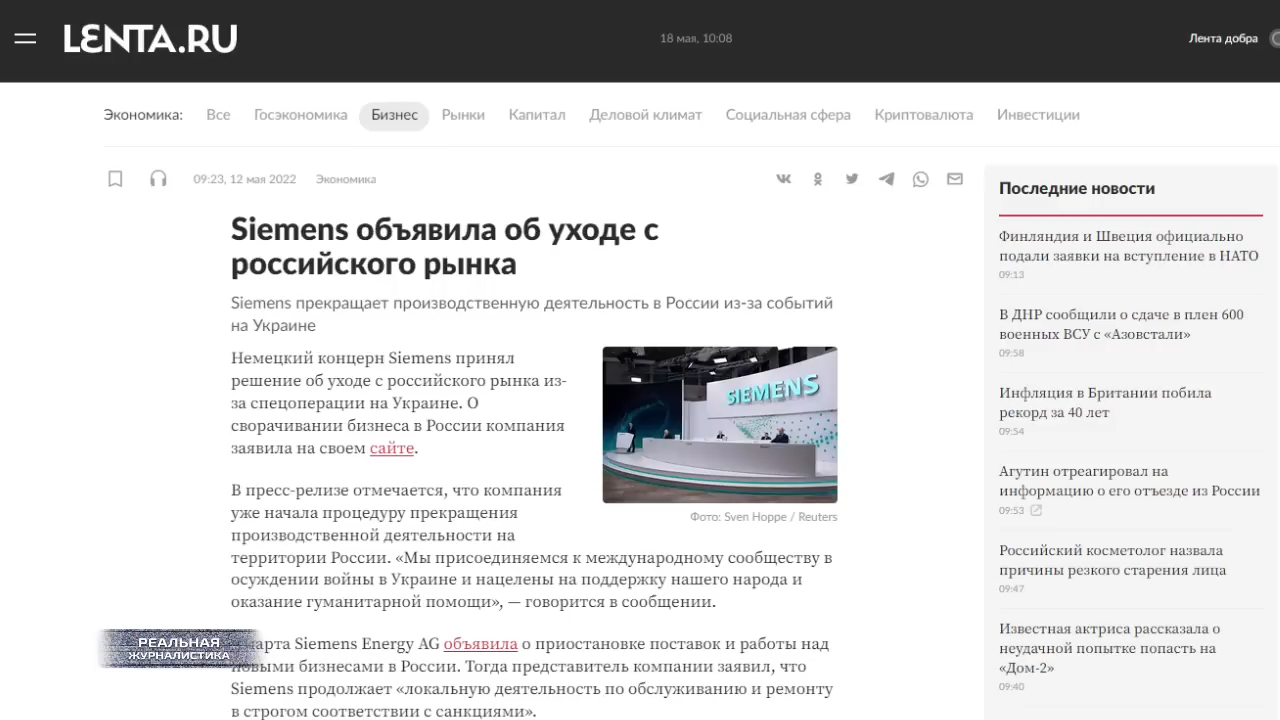 LENTA.RU
18 мая, 10:08
Лента добра
Экономика: Все Госэкономика Бизнес Рынки Капитал Деловой климат Социальная сфера Криптовалюта Инвестиции
09:23, 12 мая 2022 Экономика
Siemens объявила об уходе с
российского рынка
Siemens прекращает производственную деятельность в России из-за событий
на Украине
Немецкий концерн Siemens принял
решение об уходе с российского рынка из-
за спецоперации на Украине. О
сворачивании бизнеса в России компания
заявила на своем сайте.
SIEMENS
Фото: Sven Hoppe / Reuters
В пресс-релизе отмечается, что компания
уже начала процедуру прекращения
производственной деятельности на
территории России. «Мы присоединяемся к международному сообществу в
осуждении войны в Украине и нацелены на поддержку нашего народа и
оказание гуманитарной помощи», — говорится в сообщении.
Siemens Energy AG объявила о приостановке поставок и работы над
новыми бизнесами в России. Тогда представитель компании заявил, что
Siemens продолжает «локальную деятельность по обслуживанию и ремонту
в строгом соответствии с санкциями».
РЕАЛЬНАЯ
ЖУРНАЛИСТИКА
Последние новости
Финляндия и Швеция официально
подали заявки на вступление в НАТО
09:13
В ДНР сообщили о сдаче в плен 600
военных ВСУ с «Азовстали»
09:58
Инфляция в Британии побила
рекорд за 40 лет
09:54
Агутин отреагировал на
информацию о его отъезде из России
09:53
Российский косметолог назвала
причины резкого старения лица
09:47
Известная актриса рассказала о
неудачной попытке попасть на
«Дом-2»
09:40